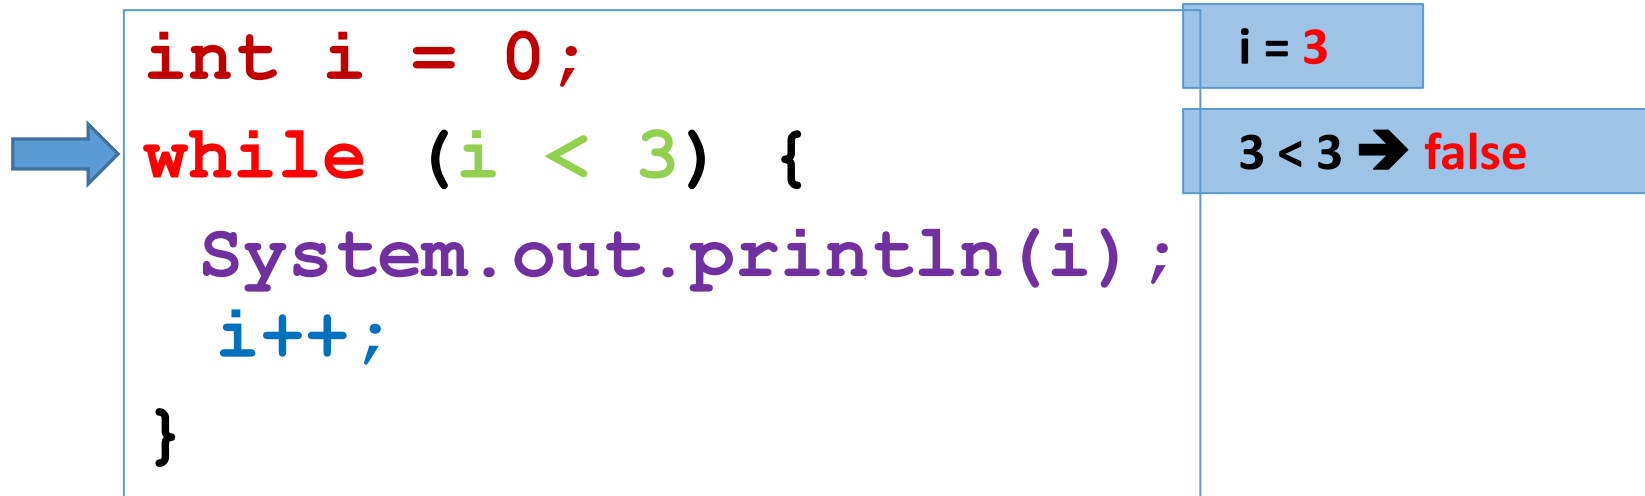 int i = 0;
i = 3
while (i < 3) {
3 < 3 ➔ false
System.out.println(i);
i++;
}